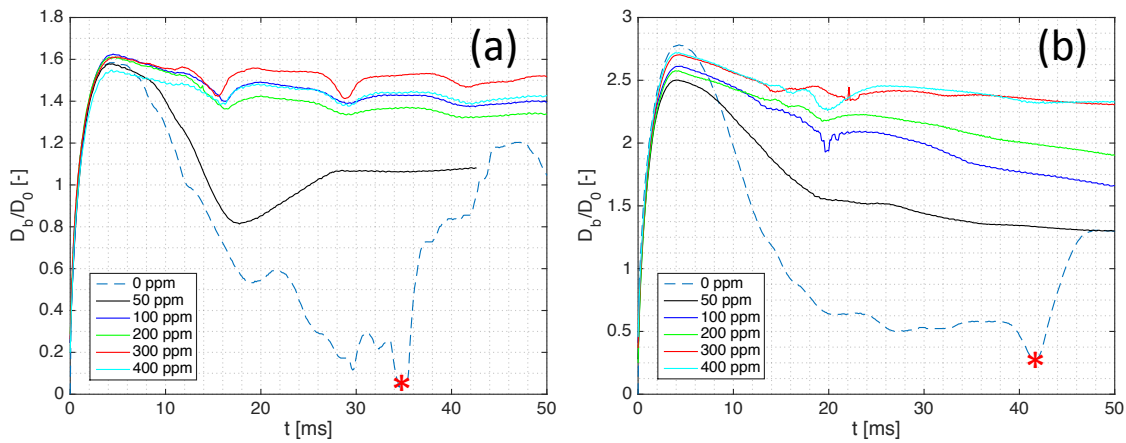 (a)
D_b/D_0 [-]
1.8
1.6
1.4
1.2
1
0.8
0.6
0.4
0.2
0
0 ppm
50 ppm
100 ppm
200 ppm
300 ppm
400 ppm
*
0 10 20 30 40 50
t [ms]
(b)
D_b/D_0 [-]
3
2.5
2
1.5
1
0.5
0
0 ppm
50 ppm
100 ppm
200 ppm
300 ppm
400 ppm
*
0 10 20 30 40 50
t [ms]